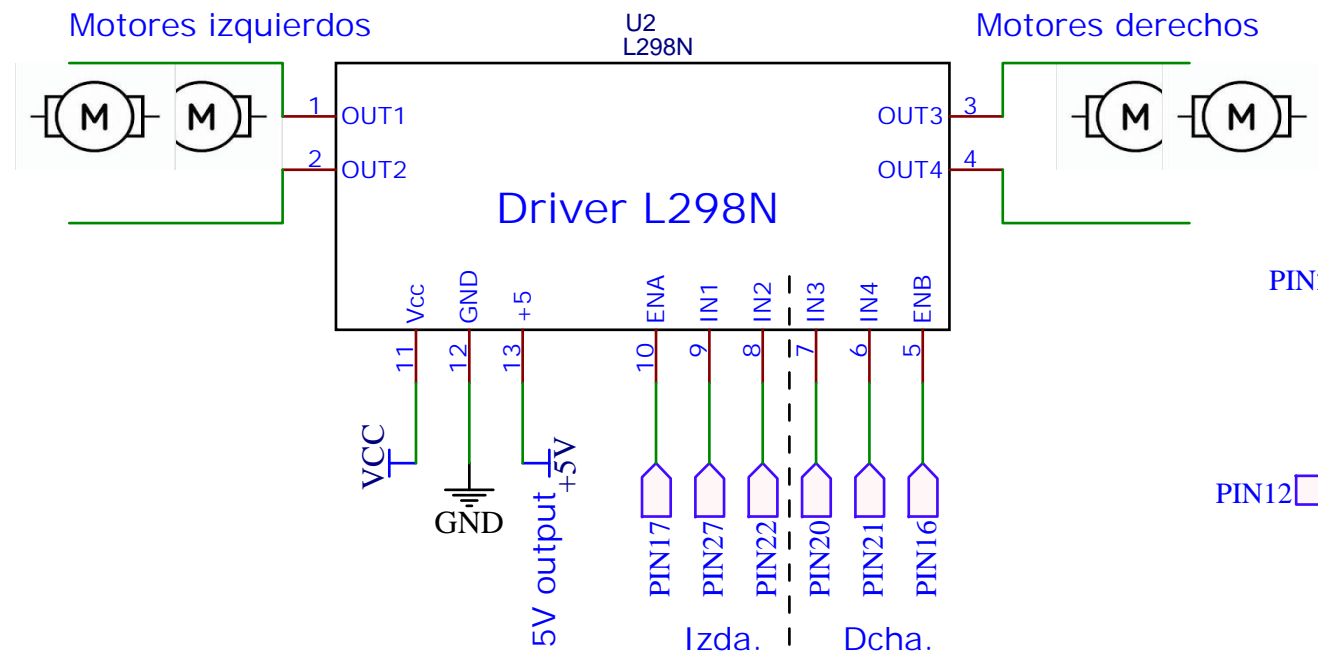 Motores izquierdos
U2
L298N
Motores derechos
M
M
1
OUT1
2
OUT2
OUT3
3
OUT4
4
M
M
Driver L298N
Vcc
GND
+5
ENA
IN1
IN2
IN3
IN4
ENB
11
12
13
10
9
8
7
6
5
VCC
GND
+5V
5V output
PIN17
PIN27
PIN22
PIN20
PIN21
PIN16
Izda.
Dcha.
PIN12